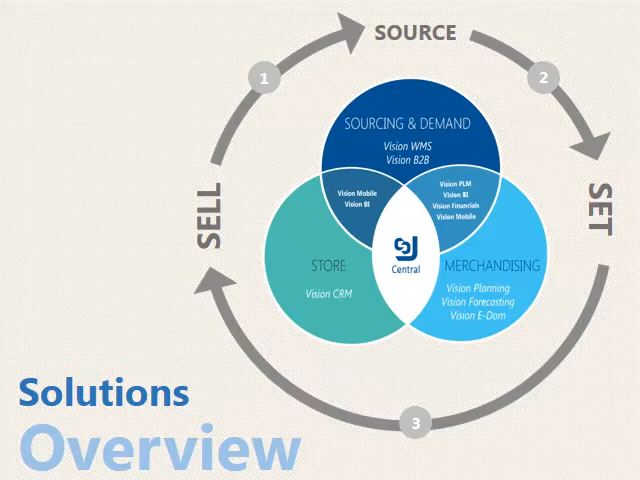 SOURCE
1
2
SOURCING & DEMAND
Vision WMS
Vision B2B
Vision Mobile
Vision BI
Vision PLM
Vision BI
Vision Financials
Vision Mobile
SELL
SET
Central
STORE
Vision CRM
MERCHANDISING
Vision Planning
Vision Forecasting
Vision E-Dom
3
Solutions
Overview